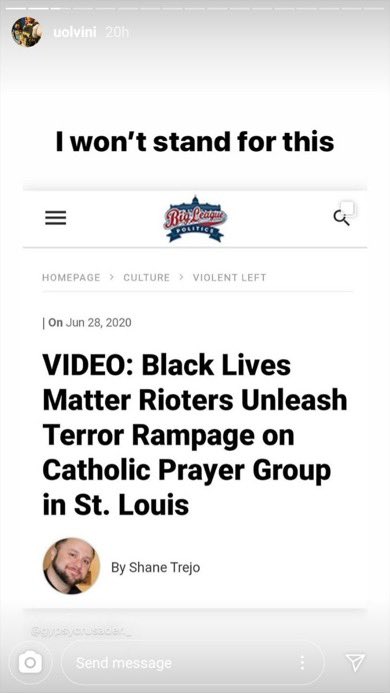 uolvini 20h
I won't stand for this
Big League
POLITICS
HOMEPAGE > CULTURE > VIOLENT LEFT
| On Jun 28, 2020
VIDEO: Black Lives
Matter Rioters Unleash
Terror Rampage on
Catholic Prayer Group
in St. Louis
By Shane Trejo
@gypsycrusader._
Send message